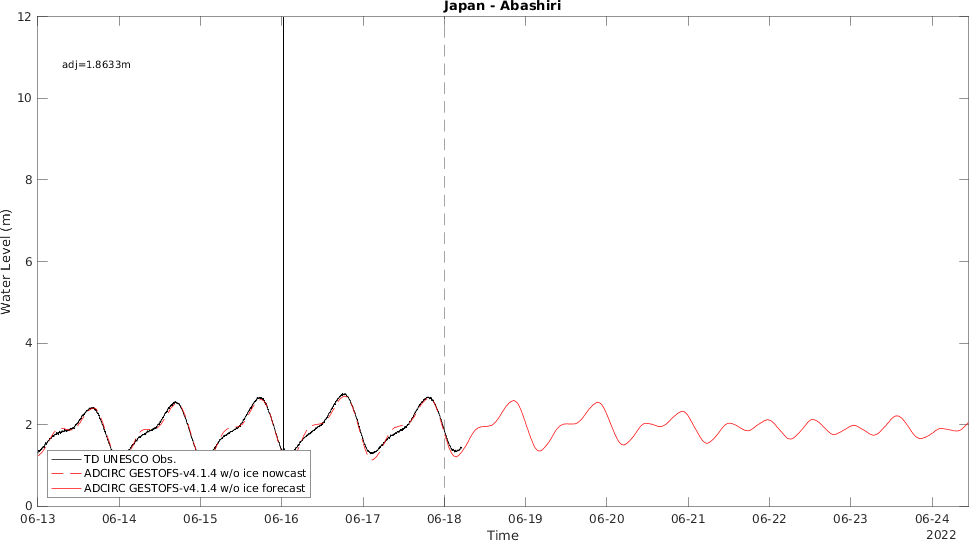 Japan - Abashiri
12
adj=1.8633m
10
8
6
4
2
0
Water Level (m)
TD UNESCO Obs.
ADCIRC GESTOFS-v4.1.4 w/o ice nowcast
ADCIRC GESTOFS-v4.1.4 w/o ice forecast
06-13 06-14 06-15 06-16 06-17 06-18 06-19 06-20 06-21 06-22 06-23 06-24
Time
2022